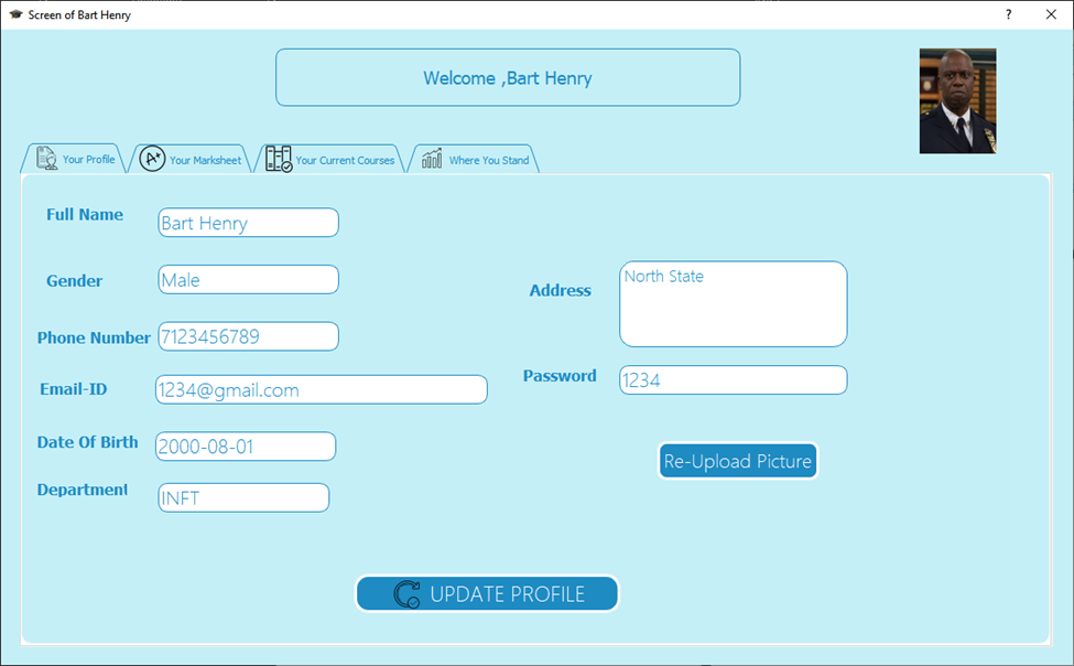 Screen of Bart Henry
Welcome ,Bart Henry
Your Profile
A+
Your Marksheet
Your Current Courses
Where You Stand
Full Name
Bart Henry
Gender
Male
Phone Number
7123456789
Email-ID
1234@gmail.com
Date Of Birth
2000-08-01
Department
INFT
Address
North State
Password
1234
Re-Upload Picture
UPDATE PROFILE